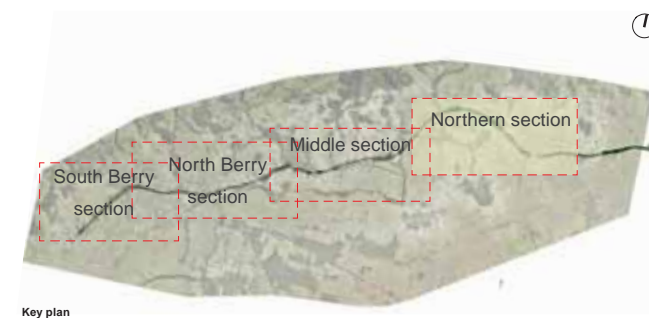 Northern section
Middle section
North Berry
section
South Berry
section
Key plan